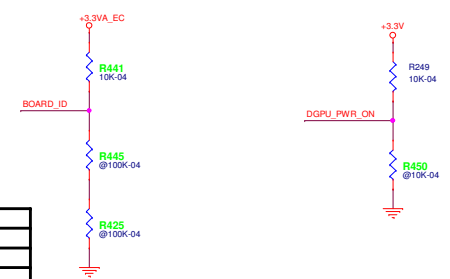 +3.3VA_EC
R441
10K-04
BOARD_ID
R445
@100K-04
R425
@100K-04
+3.3V
R249
10K-04
DGPU_PWR_ON
R450
@10K-04